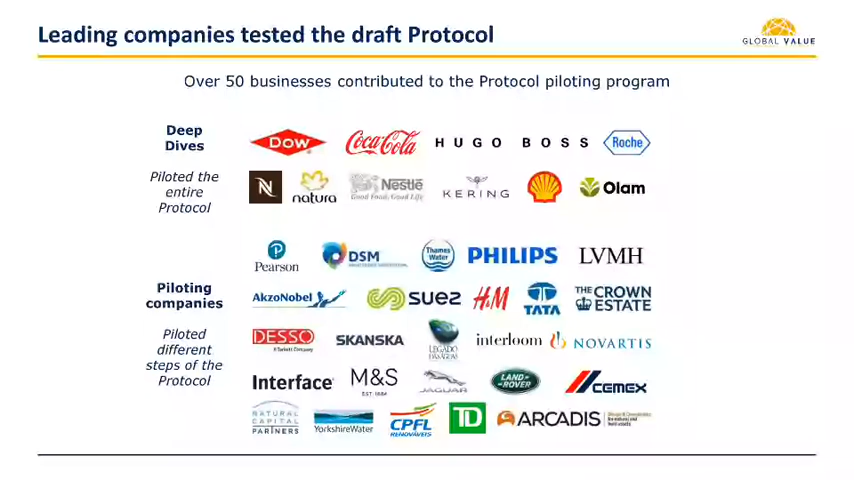 Leading companies tested the draft Protocol
GLOBAL VALUE
Over 50 businesses contributed to the Protocol piloting program
Deep
Dives
DOW
Coca-Cola
HUGO BOSS
Roche
Piloted the
entire
Protocol
N
natura
Nestlé
Good Food, Good Life
KERING
Olam
Pearson
DSM
Thames
Water
PHILIPS
LVMH
Piloting
companies
AkzoNobel
suez
H&M
TATA
THE CROWN
ESTATE
Piloted
different
steps of the
Protocol
DESSO
A Tarkett Company
SKANSKA
interloom
NOVARTIS
Interface®
M&S
EST. 1884
JAGUAR
LAND-
ROVER
CEMEX
NATURAL
CAPITAL
PARTNERS
YorkshireWater
CPFL
RENOVÁVEIS
TD
ARCADIS